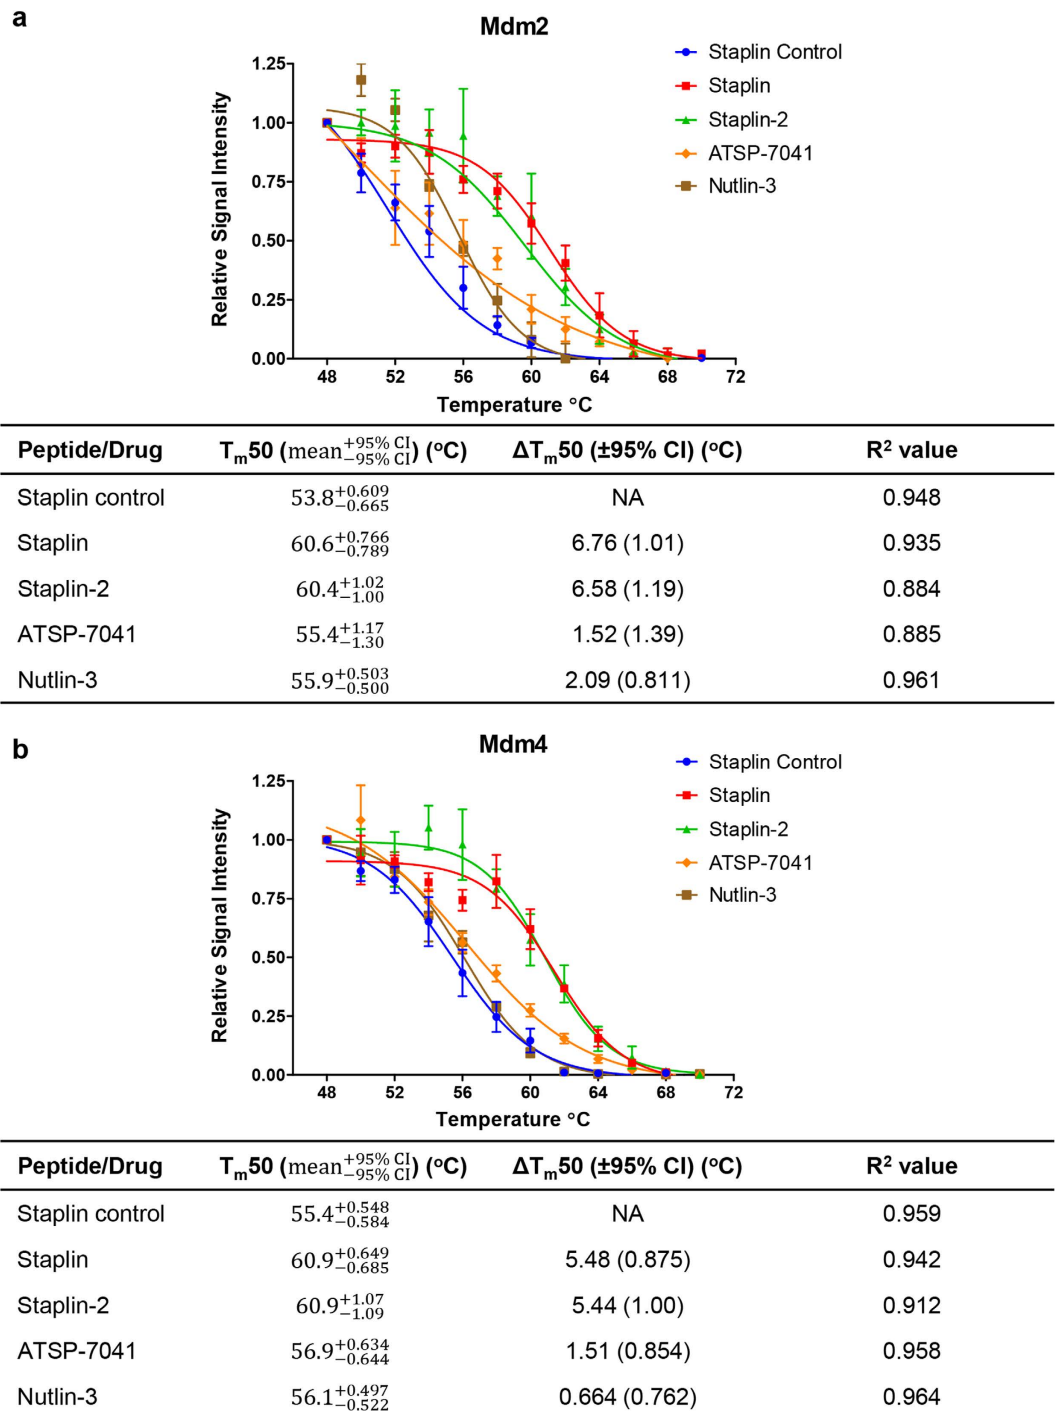 a
Mdm2
Staplin Control
Staplin
Staplin-2
ATSP-7041
Nutlin-3
Relative Signal Intensity
1.25
1.00
0.75
0.50
0.25
0.00
48 52 56 60 64 68 72
Temperature °C
Peptide/Drug Tm50 (mean +95% CI −95% CI) (ºC) ΔTm50 (±95% CI) (ºC) R² value
Staplin control 53.8 +0.609 −0.665 NA 0.948
Staplin 60.6 +0.766 −0.789 6.76 (1.01) 0.935
Staplin-2 60.4 +1.02 −1.00 6.58 (1.19) 0.884
ATSP-7041 55.4 +1.17 −1.30 1.52 (1.39) 0.885
Nutlin-3 55.9 +0.503 −0.500 2.09 (0.811) 0.961
b
Mdm4
Staplin Control
Staplin
Staplin-2
ATSP-7041
Nutlin-3
Relative Signal Intensity
1.25
1.00
0.75
0.50
0.25
0.00
48 52 56 60 64 68 72
Temperature °C
Peptide/Drug Tm50 (mean +95% CI −95% CI) (ºC) ΔTm50 (±95% CI) (ºC) R² value
Staplin control 55.4 +0.548 −0.584 NA 0.959
Staplin 60.9 +0.649 −0.685 5.48 (0.875) 0.942
Staplin-2 60.9 +1.07 −1.09 5.44 (1.00) 0.912
ATSP-7041 56.9 +0.634 −0.644 1.51 (0.854) 0.958
Nutlin-3 56.1 +0.497 −0.522 0.664 (0.762) 0.964